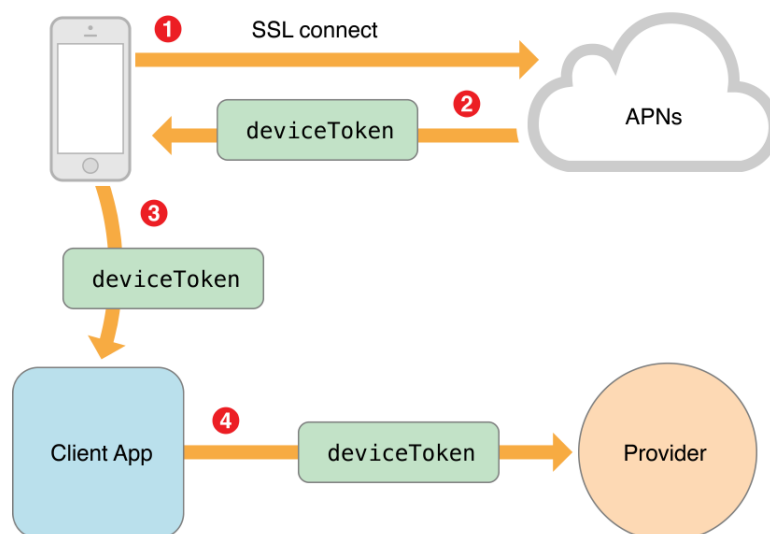 1
SSL connect
APNs
2
deviceToken
3
deviceToken
Client App
4
deviceToken
Provider